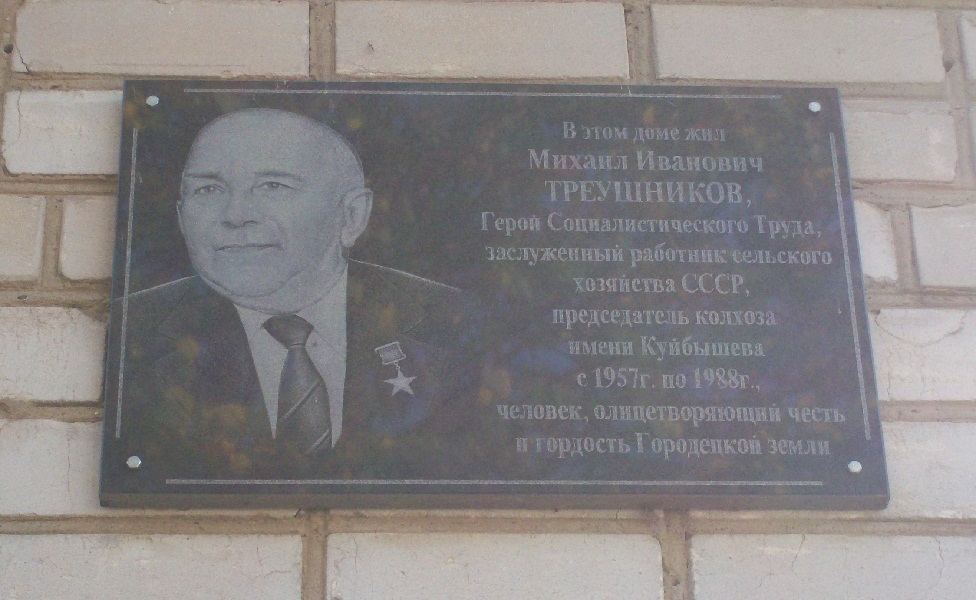 В этом доме жил
Михаил Иванович
ТРЕУШНИКОВ,
Герой Социалистического Труда,
заслуженный работник сельского
хозяйства СССР,
председатель колхоза
имени Куйбышева
с 1957г. по 1988г.,
человек, олицетворяющий честь
и гордость Городецкой земли